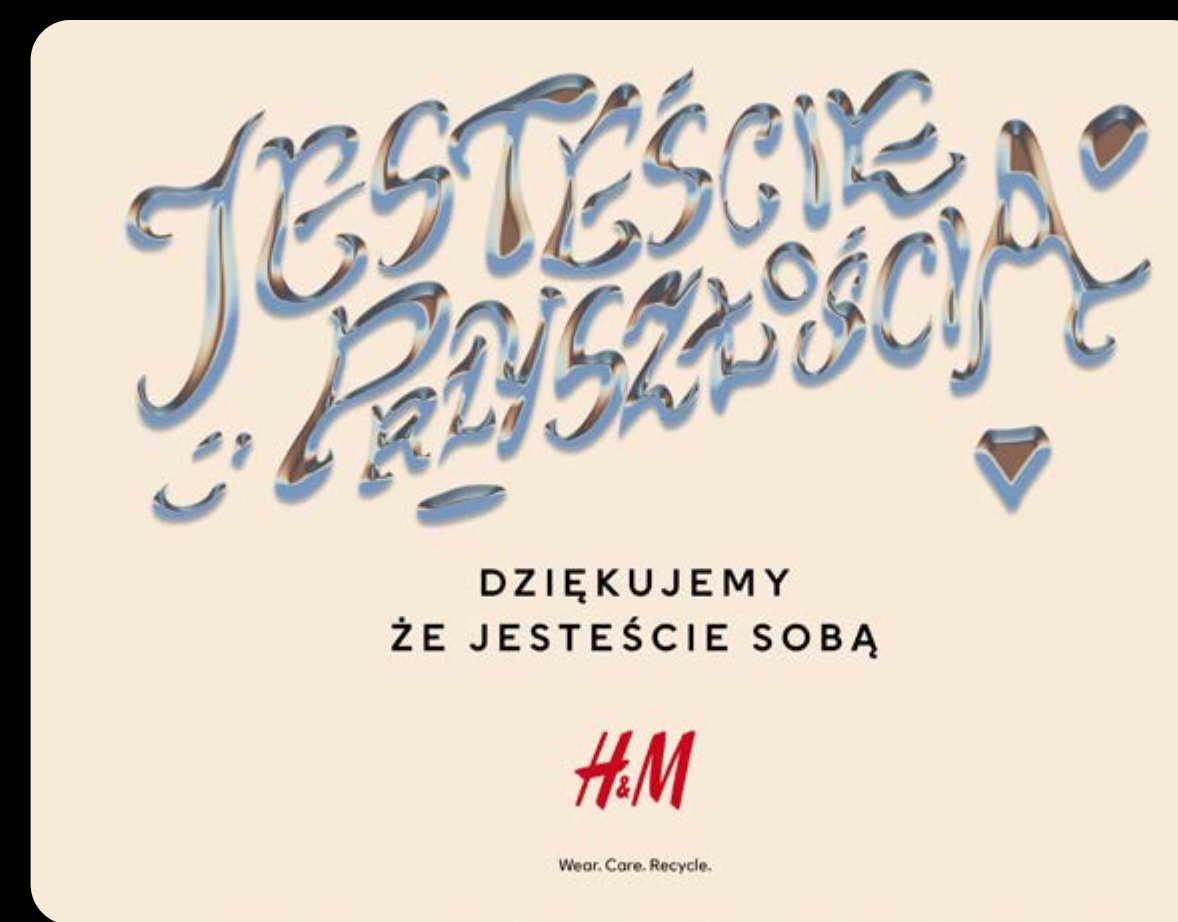 JESTEŚCIE
PRZYSZŁOŚCIĄ
DZIĘKUJEMY
ŻE JESTEŚCIE SOBĄ
H&M
Wear. Care. Recycle.